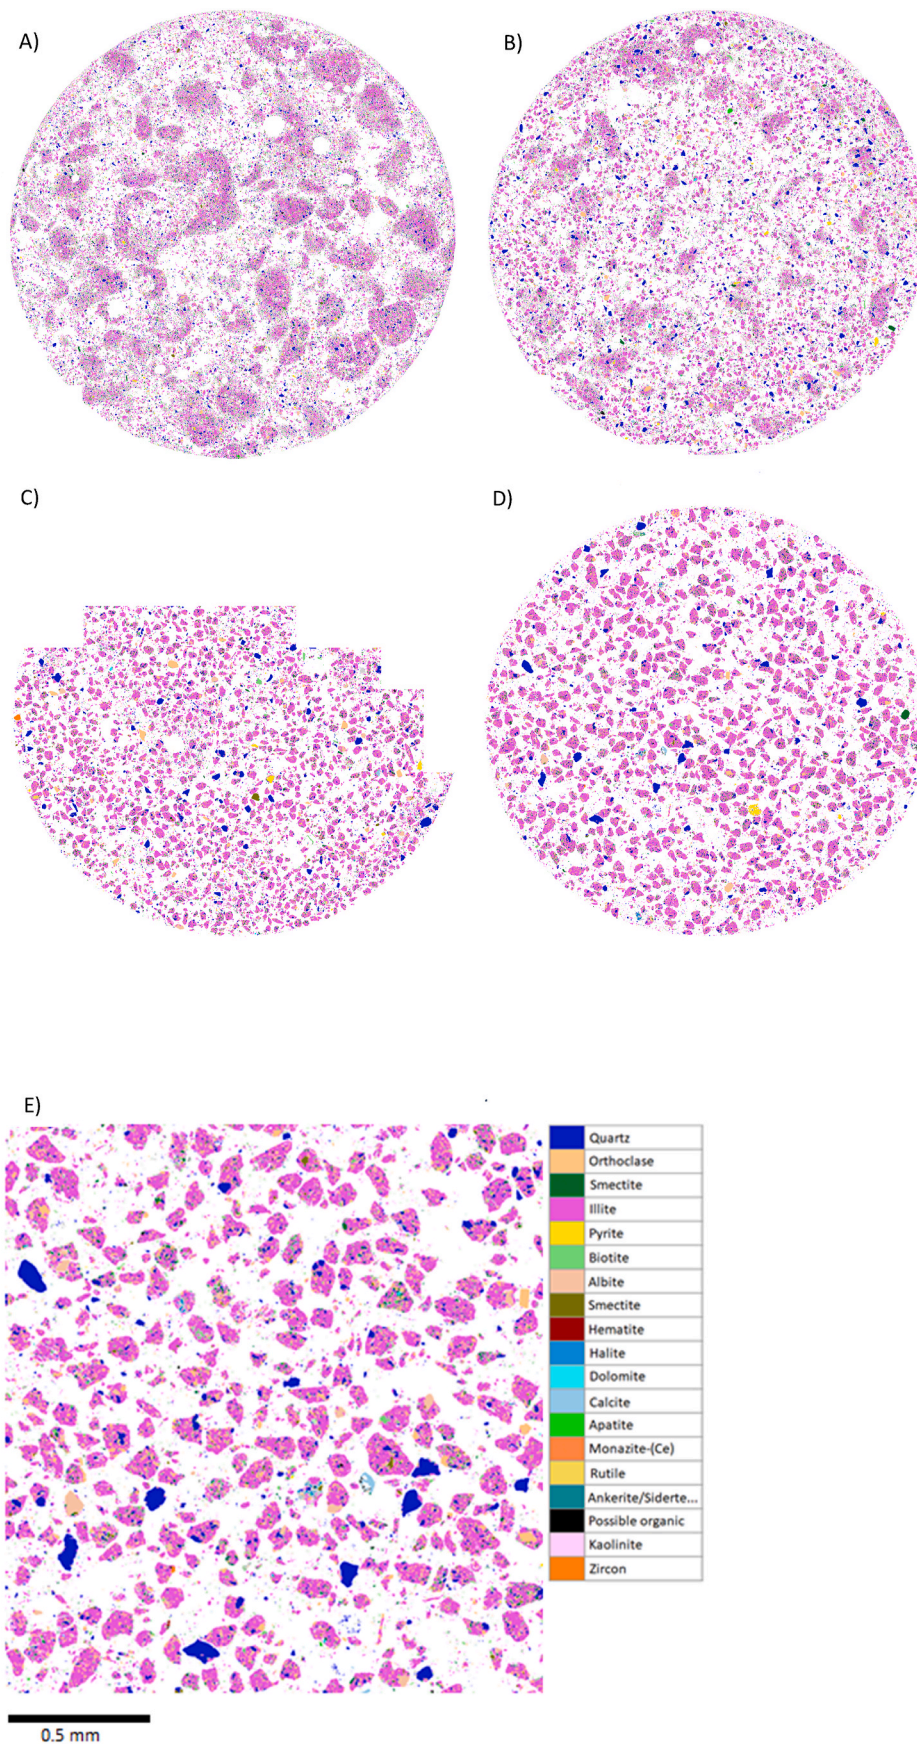 A)
B)
C)
D)
E)
Quartz
Orthoclase
Smectite
Illite
Pyrite
Biotite
Albite
Smectite
Hematite
Halite
Dolomite
Calcite
Apatite
Monazite-(Ce)
Rutile
Ankerite/Siderte...
Possible organic
Kaolinite
Zircon
0.5 mm